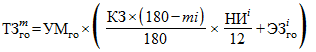 ТЗ^m_го = УМ_го × ( КЗ × (180 − mi) / 180 × НИ^i / 12 + ЭЗ^i_го )